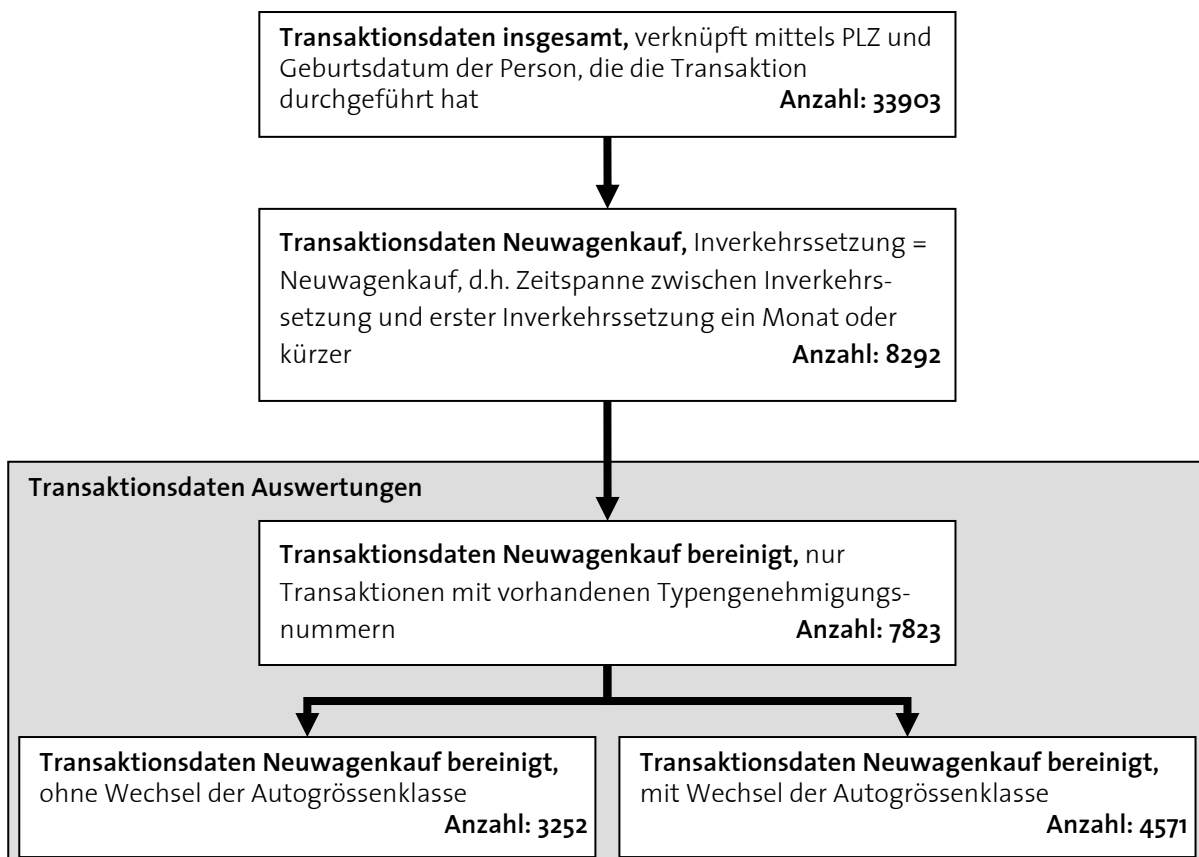 Transaktionsdaten insgesamt, verknüpft mittels PLZ und
Geburtsdatum der Person, die die Transaktion
durchgeführt hat Anzahl: 33903
Transaktionsdaten Neuwagenkauf, Inverkehrssetzung =
Neuwagenkauf, d.h. Zeitspanne zwischen Inverkehrs-
setzung und erster Inverkehrssetzung ein Monat oder
kürzer Anzahl: 8292
Transaktionsdaten Auswertungen
Transaktionsdaten Neuwagenkauf bereinigt, nur
Transaktionen mit vorhandenen Typengenehmigungs-
nummern Anzahl: 7823
Transaktionsdaten Neuwagenkauf bereinigt,
ohne Wechsel der Autogrössenklasse
Anzahl: 3252
Transaktionsdaten Neuwagenkauf bereinigt,
mit Wechsel der Autogrössenklasse
Anzahl: 4571